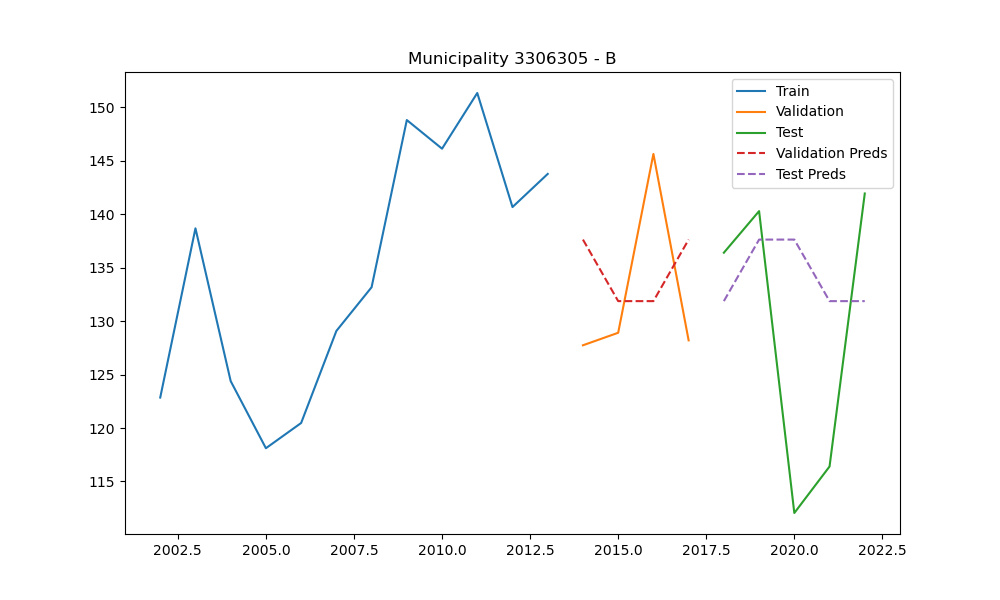 Municipality 3306305 - B
Train
Validation
Test
Validation Preds
Test Preds
150
145
140
135
130
125
120
115
2002.5 2005.0 2007.5 2010.0 2012.5 2015.0 2017.5 2020.0 2022.5